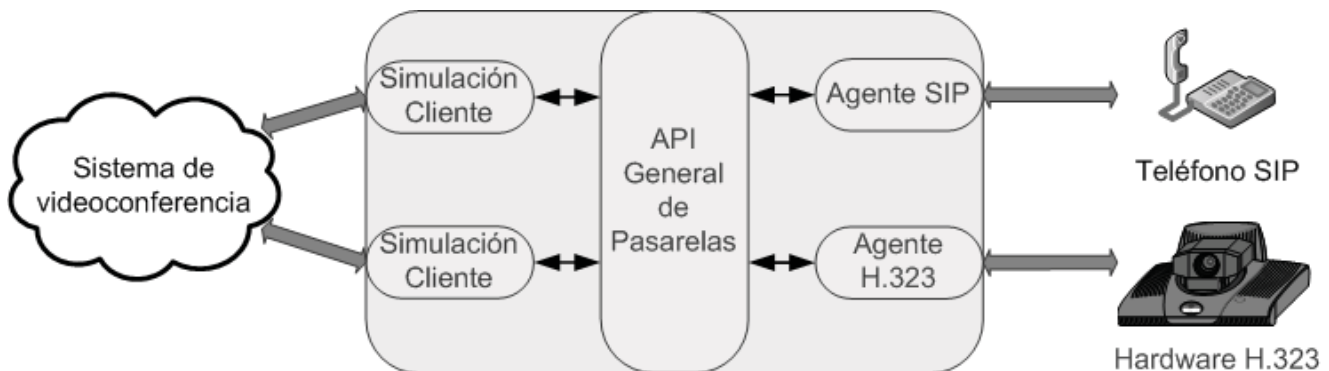 Sistema de
videoconferencia
Simulación
Cliente
Simulación
Cliente
API
General
de
Pasarelas
Agente SIP
Agente
H.323
Teléfono SIP
Hardware H.323